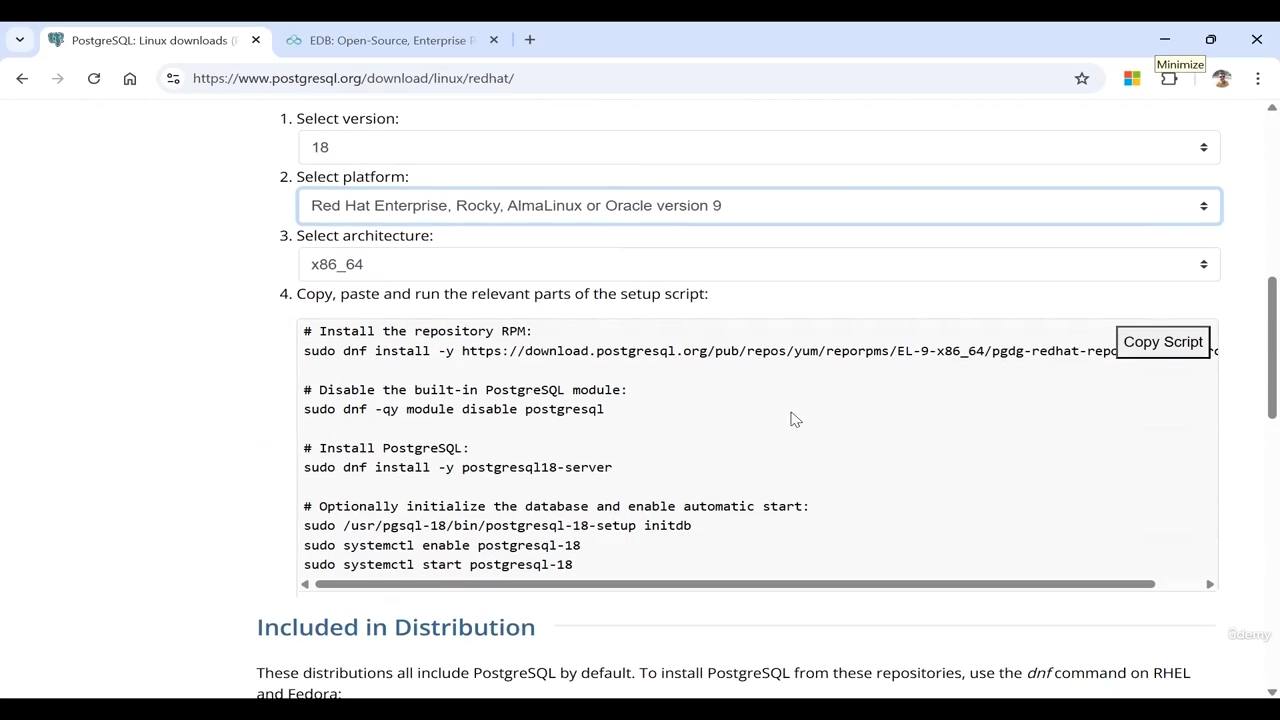 PostgreSQL: Linux downloads (
EDB: Open-Source, Enterprise
https://www.postgresql.org/download/linux/redhat/
Minimize
1. Select version:
18
2. Select platform:
Red Hat Enterprise, Rocky, AlmaLinux or Oracle version 9
3. Select architecture:
x86_64
4. Copy, paste and run the relevant parts of the setup script:
# Install the repository RPM:
sudo dnf install -y https://download.postgresql.org/pub/repos/yum/reporpms/EL-9-x86_64/pgdg-redhat-repo
Copy Script
# Disable the built-in PostgreSQL module:
sudo dnf -qy module disable postgresql
# Install PostgreSQL:
sudo dnf install -y postgresql18-server
# Optionally initialize the database and enable automatic start:
sudo /usr/pgsql-18/bin/postgresql-18-setup initdb
sudo systemctl enable postgresql-18
sudo systemctl start postgresql-18
Included in Distribution
These distributions all include PostgreSQL by default. To install PostgreSQL from these repositories, use the dnf command on RHEL
and Fedora:
ûdemy